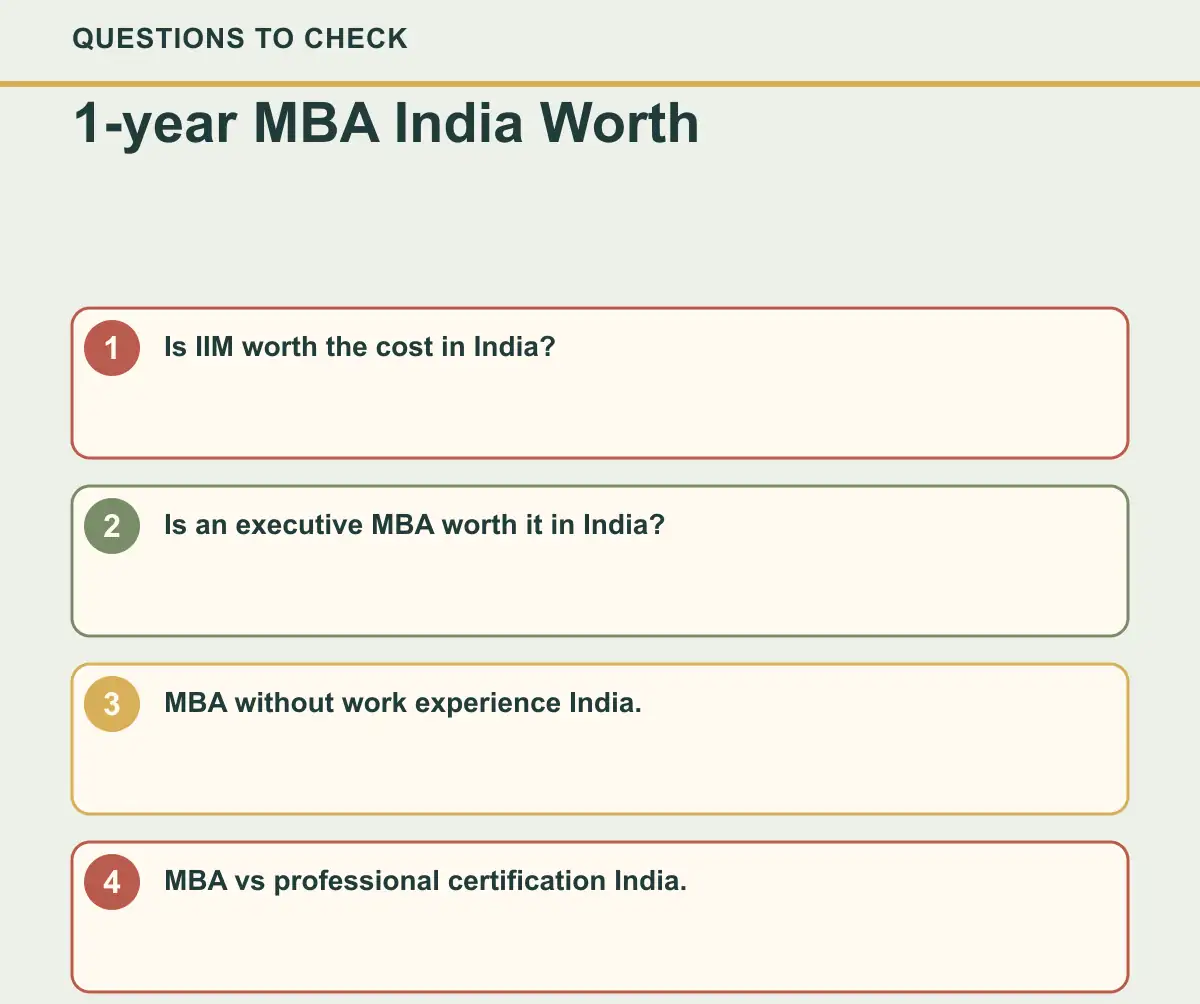 QUESTIONS TO CHECK
1-year MBA India Worth
1
Is IIM worth the cost in India?
2
Is an executive MBA worth it in India?
3
MBA without work experience India.
4
MBA vs professional certification India.